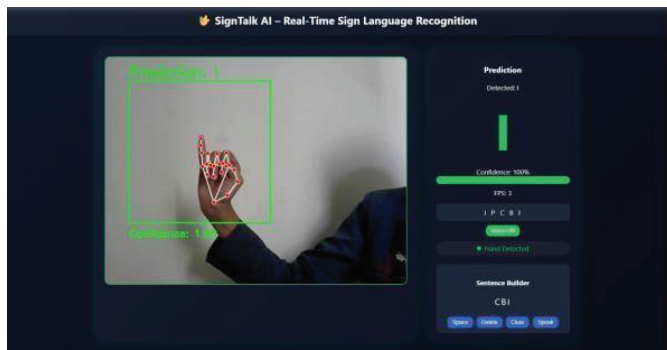 🤟 SignTalk AI – Real-Time Sign Language Recognition
Prediction: I
Confidence: 1.00
Prediction
Detected: I
I
Confidence: 100%
FPS: 3
J P C B I
Voice ON
● Hand Detected
Sentence Builder
CBI
Space Delete Clear Speak